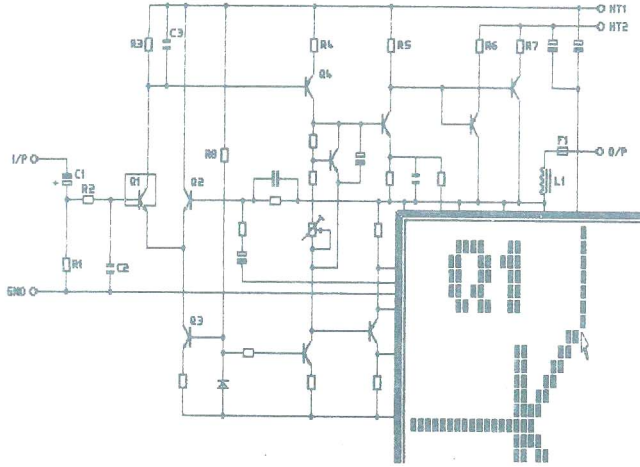 HT1
HT2
R3
C3
R4
R5
R6
R7
Q4
I/P
C1
+
R8
F1
O/P
R2
Q1
Q2
L1
R1
C2
GND
Q3
Q1